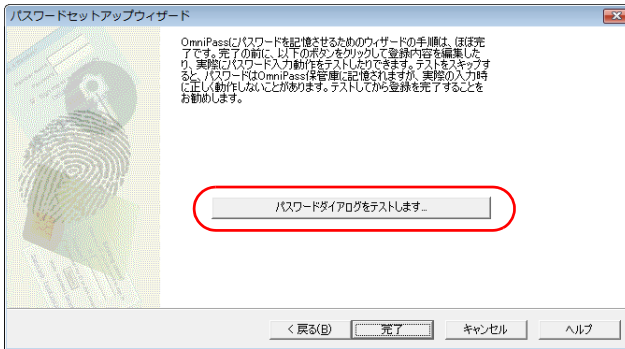 パスワードセットアップウィザード
OmniPassにパスワードを記憶させるためのウィザードの手順は、ほぼ完
了です。完了の前に、以下のボタンをクリックして登録内容を編集した
り、実際にパスワード入力動作をテストしたりできます。テストをスキップす
ると、パスワードはOmniPass保管庫に記憶されますが、実際の入力時
に正しく動作しないことがあります。テストしてから登録を完了することを
お勧めします。
パスワードダイアログをテストします...
< 戻る(B)
完了
キャンセル
ヘルプ